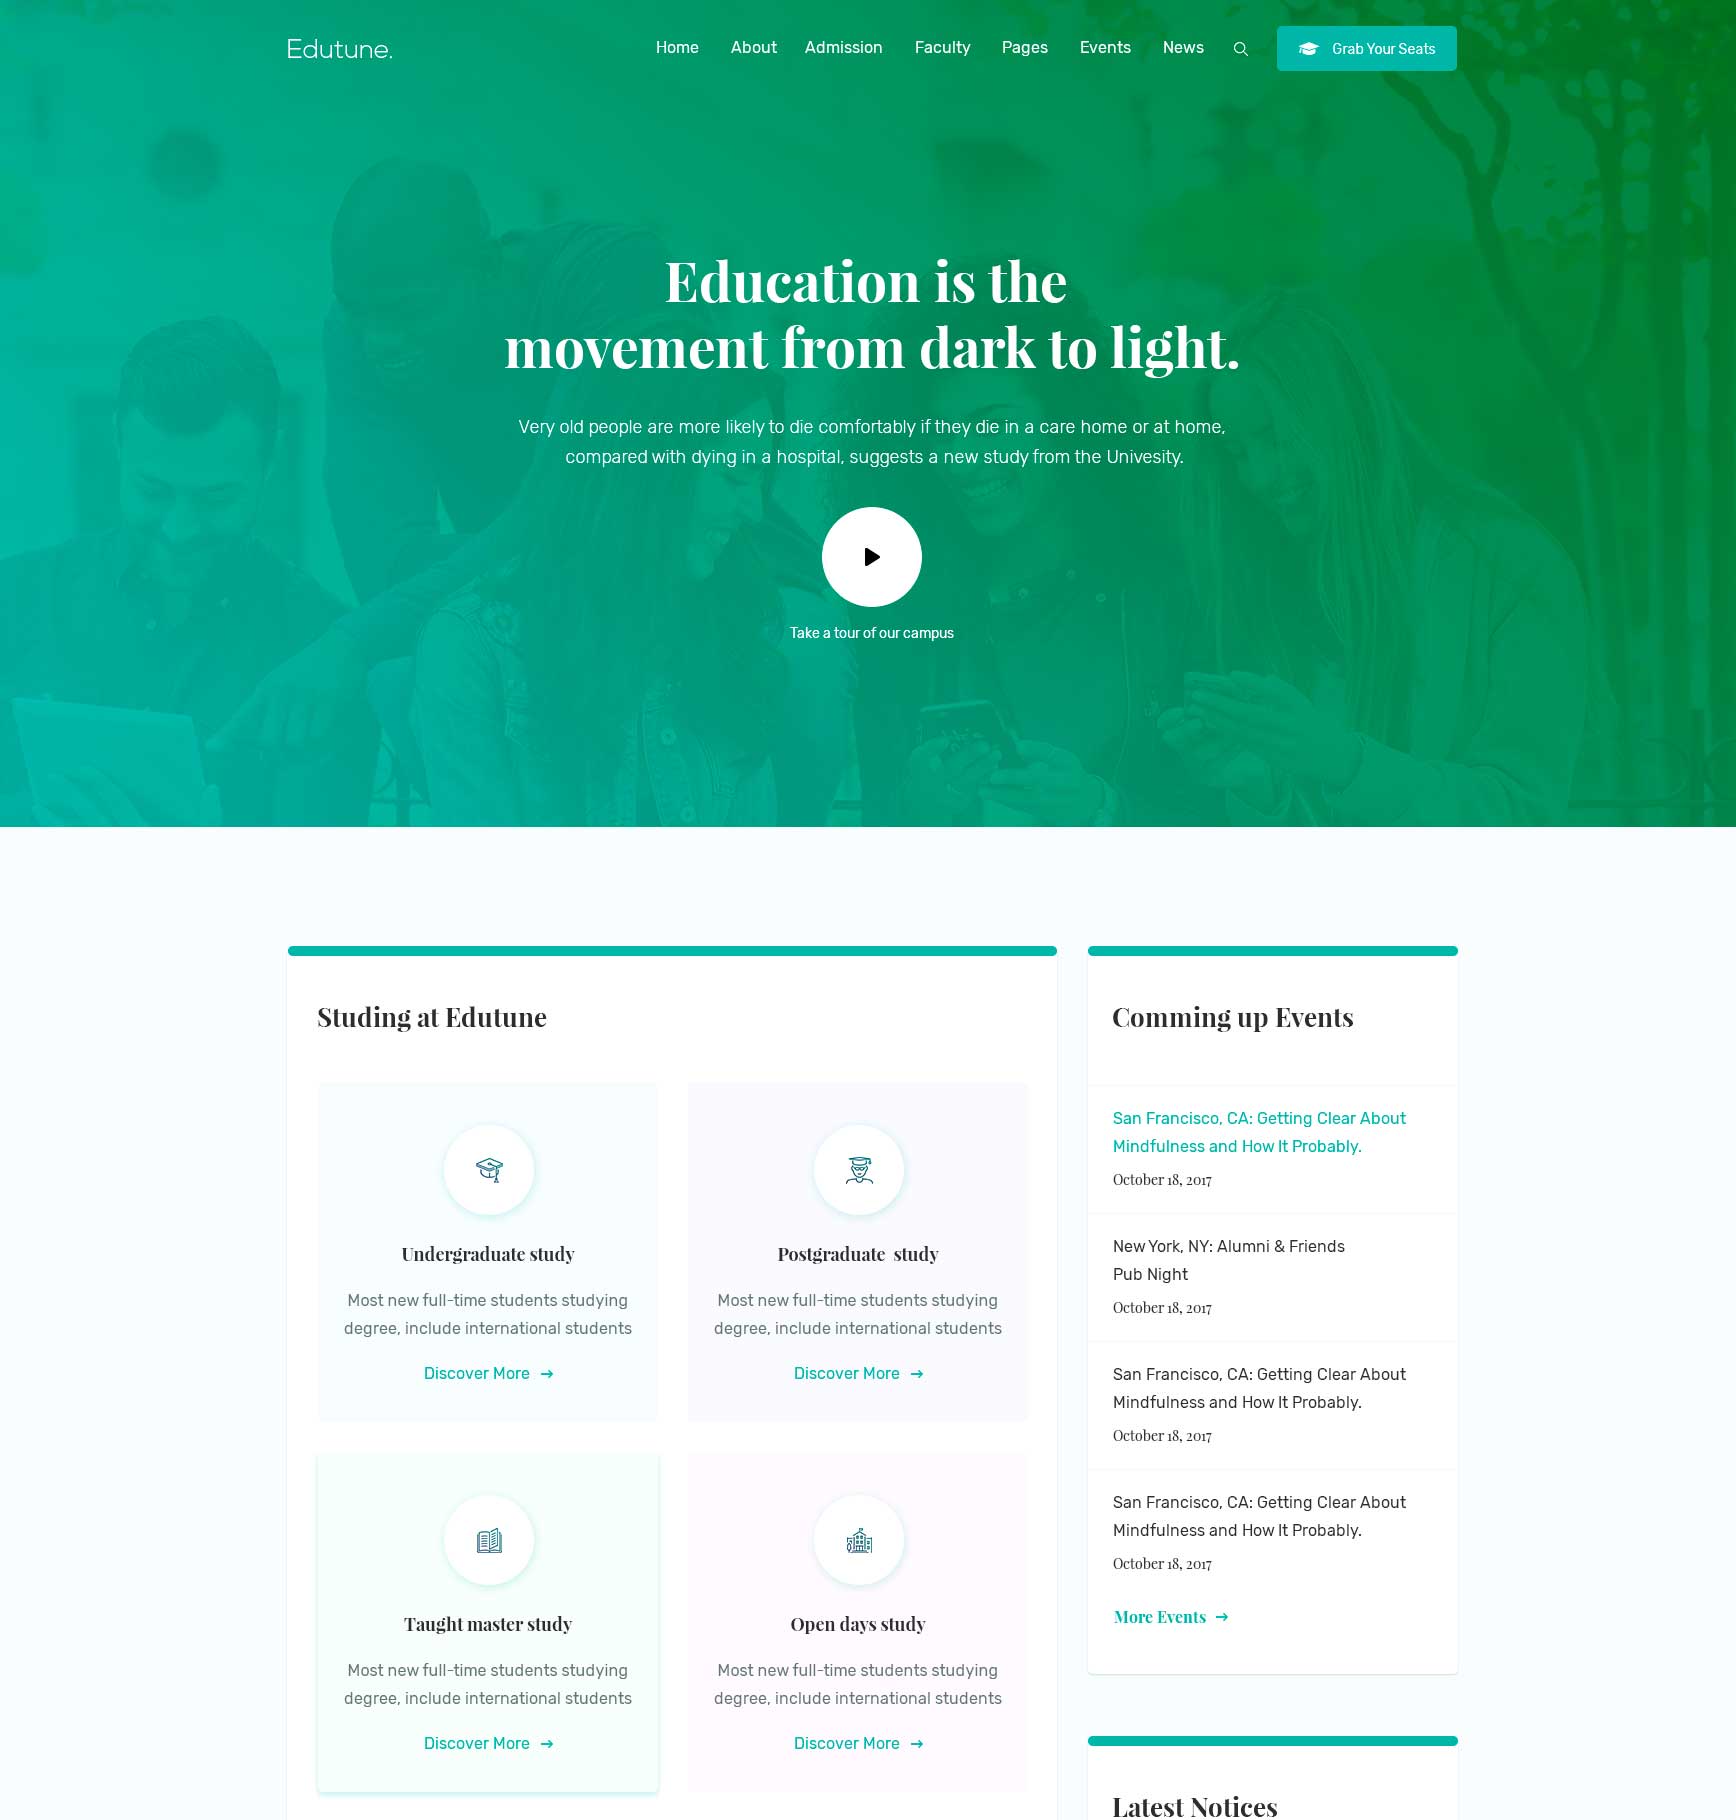 Edutune.
Home About Admission Faculty Pages Events News
Grab Your Seats
Education is the
movement from dark to light.
Very old people are more likely to die comfortably if they die in a care home or at home,
compared with dying in a hospital, suggests a new study from the Univesity.
Take a tour of our campus
Studing at Edutune
Undergraduate study
Most new full-time students studying
degree, include international students
Discover More
Postgraduate study
Most new full-time students studying
degree, include international students
Discover More
Taught master study
Most new full-time students studying
degree, include international students
Discover More
Open days study
Most new full-time students studying
degree, include international students
Discover More
Comming up Events
San Francisco, CA: Getting Clear About
Mindfulness and How It Probably.
October 18, 2017
New York, NY: Alumni & Friends
Pub Night
October 18, 2017
San Francisco, CA: Getting Clear About
Mindfulness and How It Probably.
October 18, 2017
San Francisco, CA: Getting Clear About
Mindfulness and How It Probably.
October 18, 2017
More Events
Latest Notices